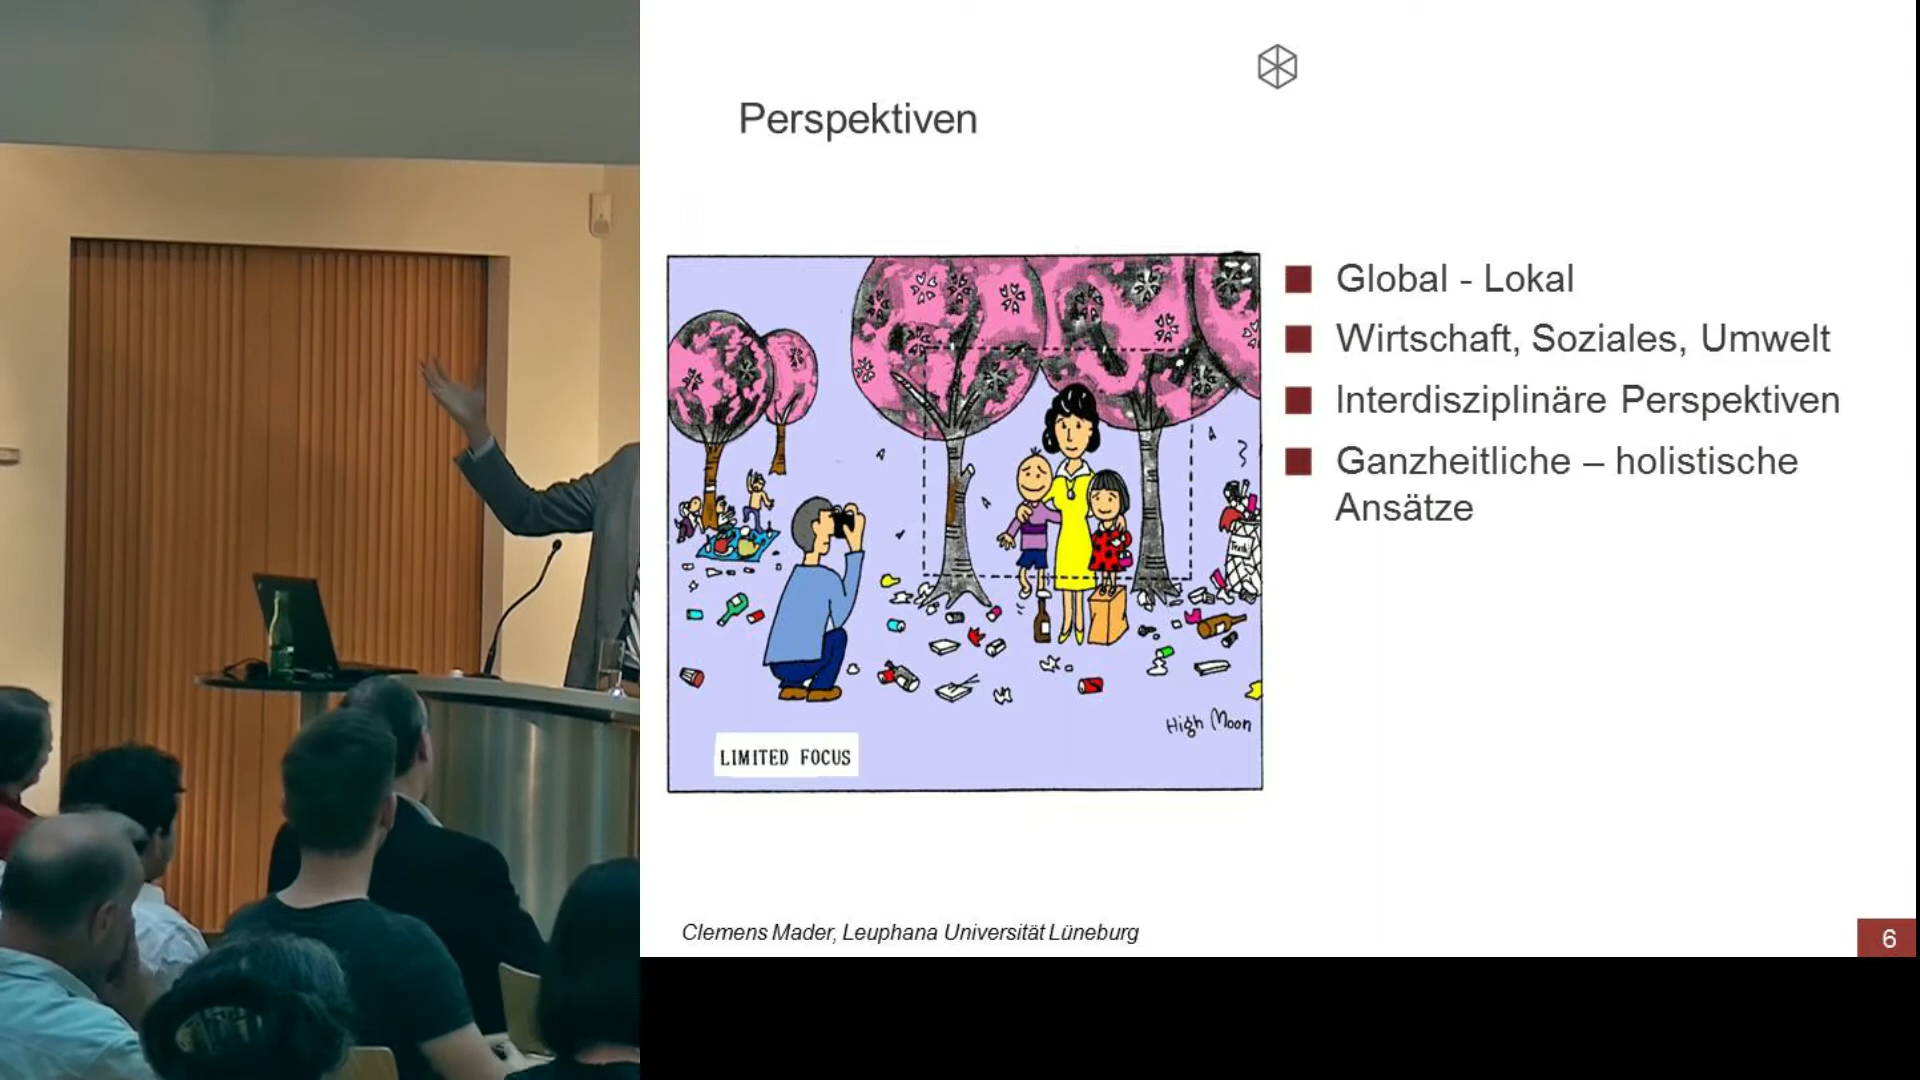 Perspektiven
Global - Lokal
Wirtschaft, Soziales, Umwelt
Interdisziplinäre Perspektiven
Ganzheitliche – holistische
Ansätze
Trash
High Moon
LIMITED FOCUS
Clemens Mader, Leuphana Universität Lüneburg
6